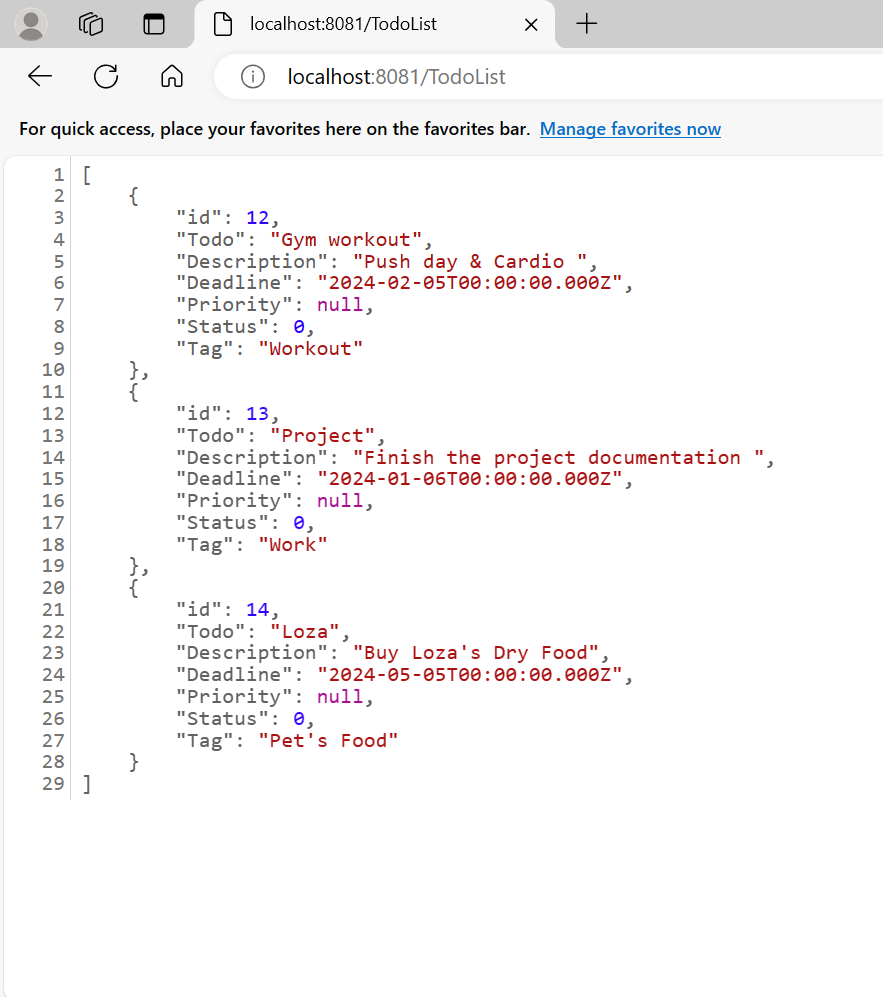 localhost:8081/TodoList
localhost:8081/TodoList
For quick access, place your favorites here on the favorites bar. Manage favorites now
1 [
2     {
3         "id": 12,
4         "Todo": "Gym workout",
5         "Description": "Push day & Cardio ",
6         "Deadline": "2024-02-05T00:00:00.000Z",
7         "Priority": null,
8         "Status": 0,
9         "Tag": "Workout"
10     },
11     {
12         "id": 13,
13         "Todo": "Project",
14         "Description": "Finish the project documentation ",
15         "Deadline": "2024-01-06T00:00:00.000Z",
16         "Priority": null,
17         "Status": 0,
18         "Tag": "Work"
19     },
20     {
21         "id": 14,
22         "Todo": "Loza",
23         "Description": "Buy Loza's Dry Food",
24         "Deadline": "2024-05-05T00:00:00.000Z",
25         "Priority": null,
26         "Status": 0,
27         "Tag": "Pet's Food"
28     }
29 ]